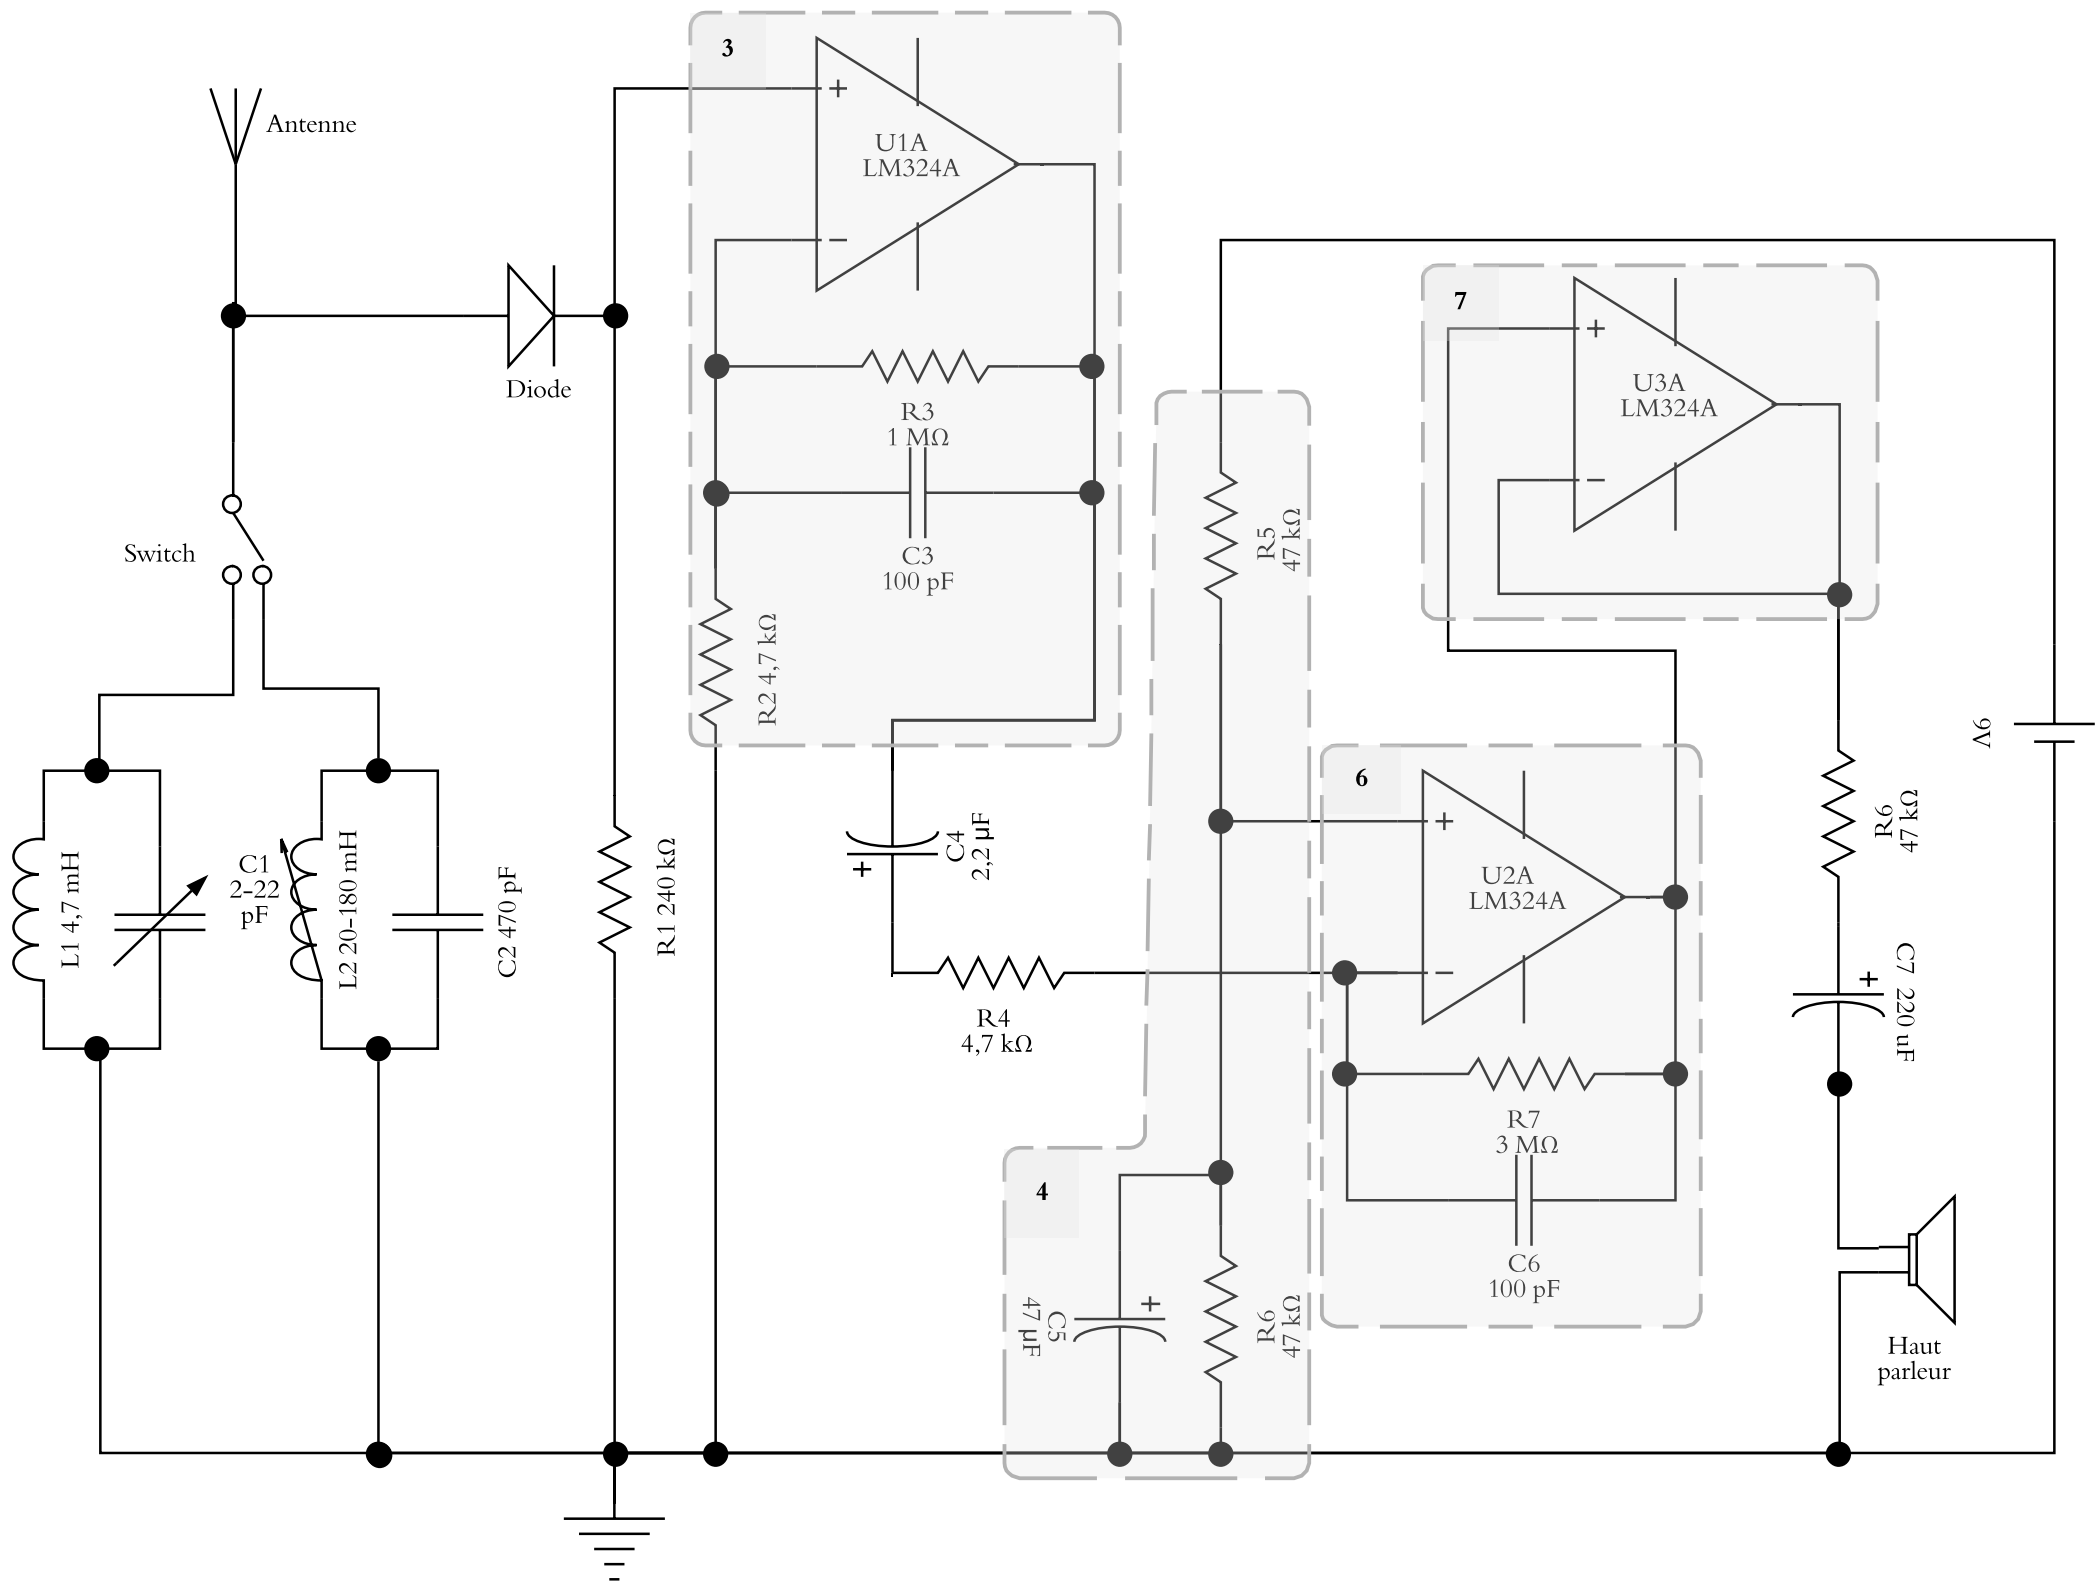 3
Antenne
+
U1A
LM324A
−
Diode
R3
1 MΩ
C3
100 pF
R2 4,7 kΩ
Switch
7
+
U3A
LM324A
−
R5
47 kΩ
9V
L1 4,7 mH
C1
2-22
pF
L2 20-180 mH
C2 470 pF
R1 240 kΩ
+
C4
2,2 µF
R4
4,7 kΩ
6
+
U2A
LM324A
−
R7
3 MΩ
C6
100 pF
R6
47 kΩ
+
C7 220 uF
4
+
C5
47 µF
R6
47 kΩ
Haut
parleur